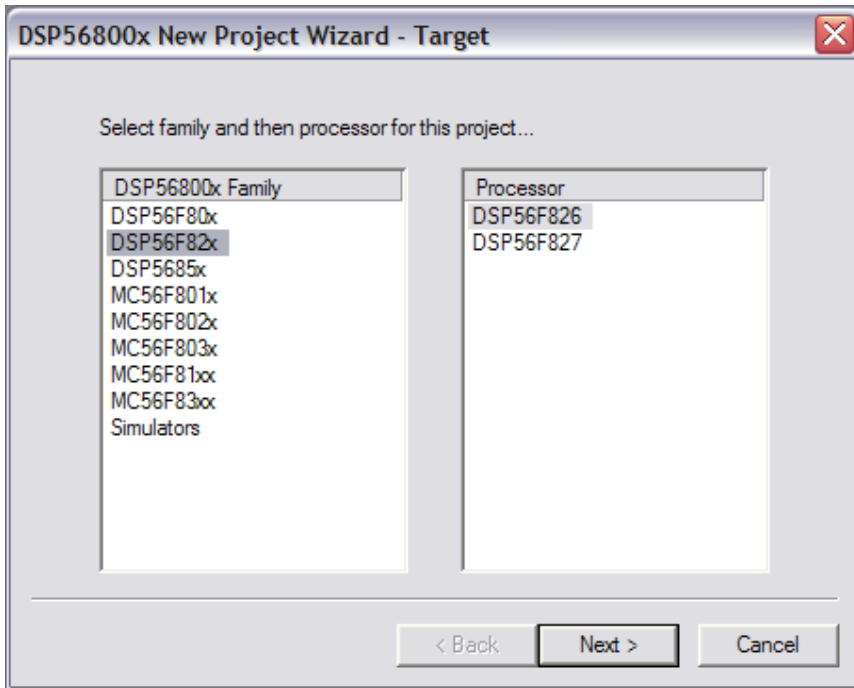 DSP56800x New Project Wizard - Target
Select family and then processor for this project...
DSP56800x Family
DSP56F80x
DSP56F82x
DSP5685x
MC56F801x
MC56F802x
MC56F803x
MC56F81xx
MC56F83xx
Simulators
Processor
DSP56F826
DSP56F827
< Back
Next >
Cancel